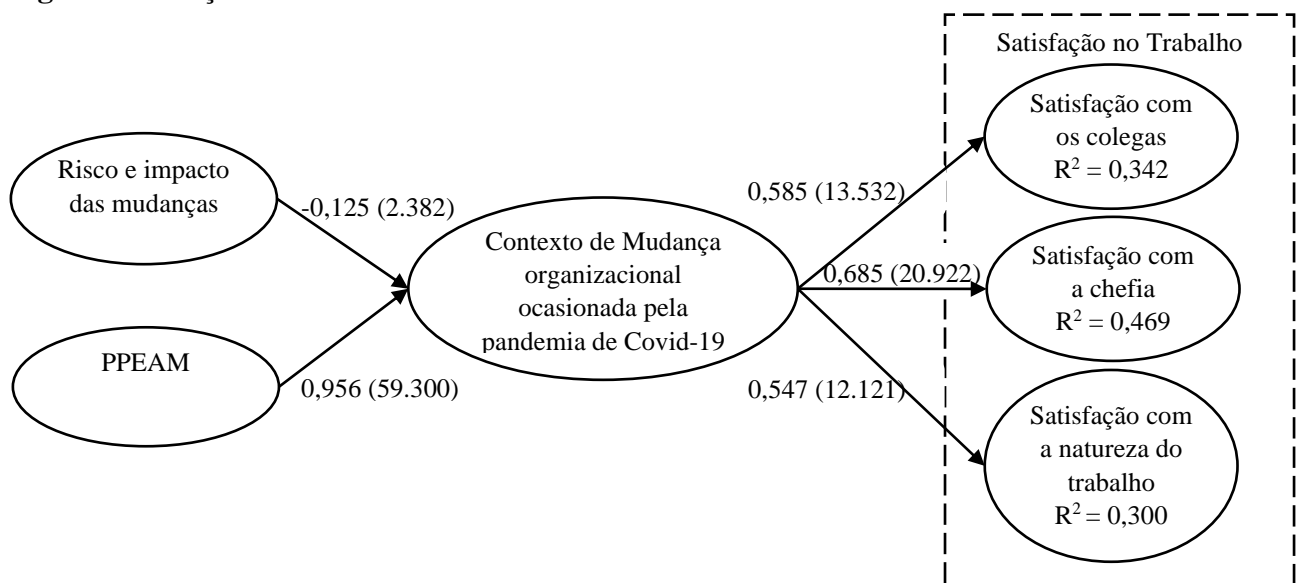 Satisfação no Trabalho
Risco e impacto
das mudanças
PPEAM
-0,125 (2.382)
0,956 (59.300)
Contexto de Mudança
organizacional
ocasionada pela
pandemia de Covid-19
0,585 (13.532)
0,685 (20.922)
0,547 (12.121)
Satisfação com
os colegas
R² = 0,342
Satisfação com
a chefia
R² = 0,469
Satisfação com
a natureza do
trabalho
R² = 0,300